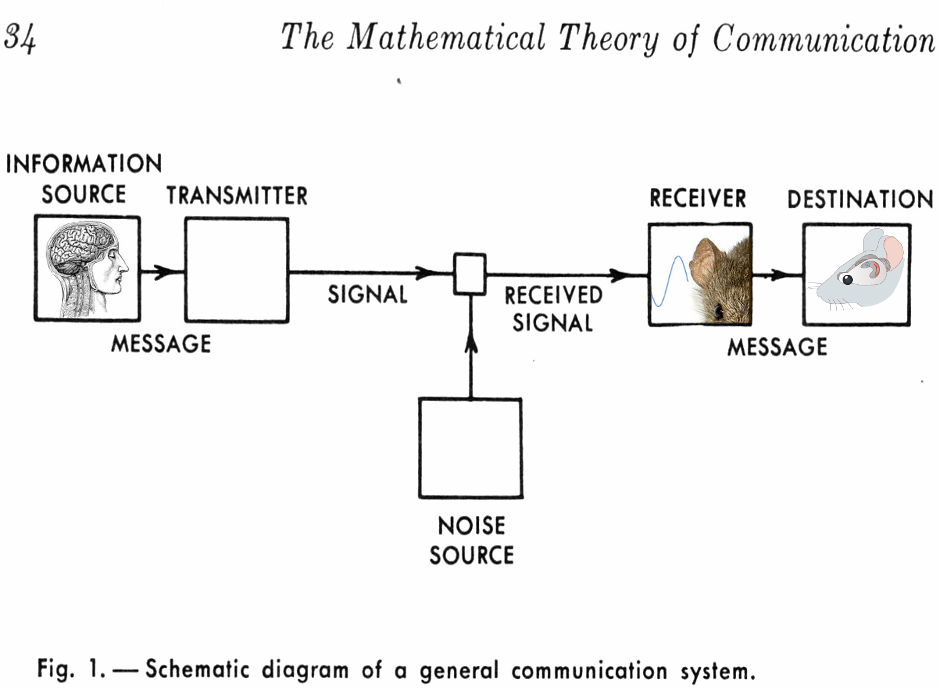 34 The Mathematical Theory of Communication
INFORMATION
SOURCE
TRANSMITTER
RECEIVER
DESTINATION
SIGNAL
RECEIVED
SIGNAL
MESSAGE
MESSAGE
NOISE
SOURCE
Fig. 1. — Schematic diagram of a general communication system.